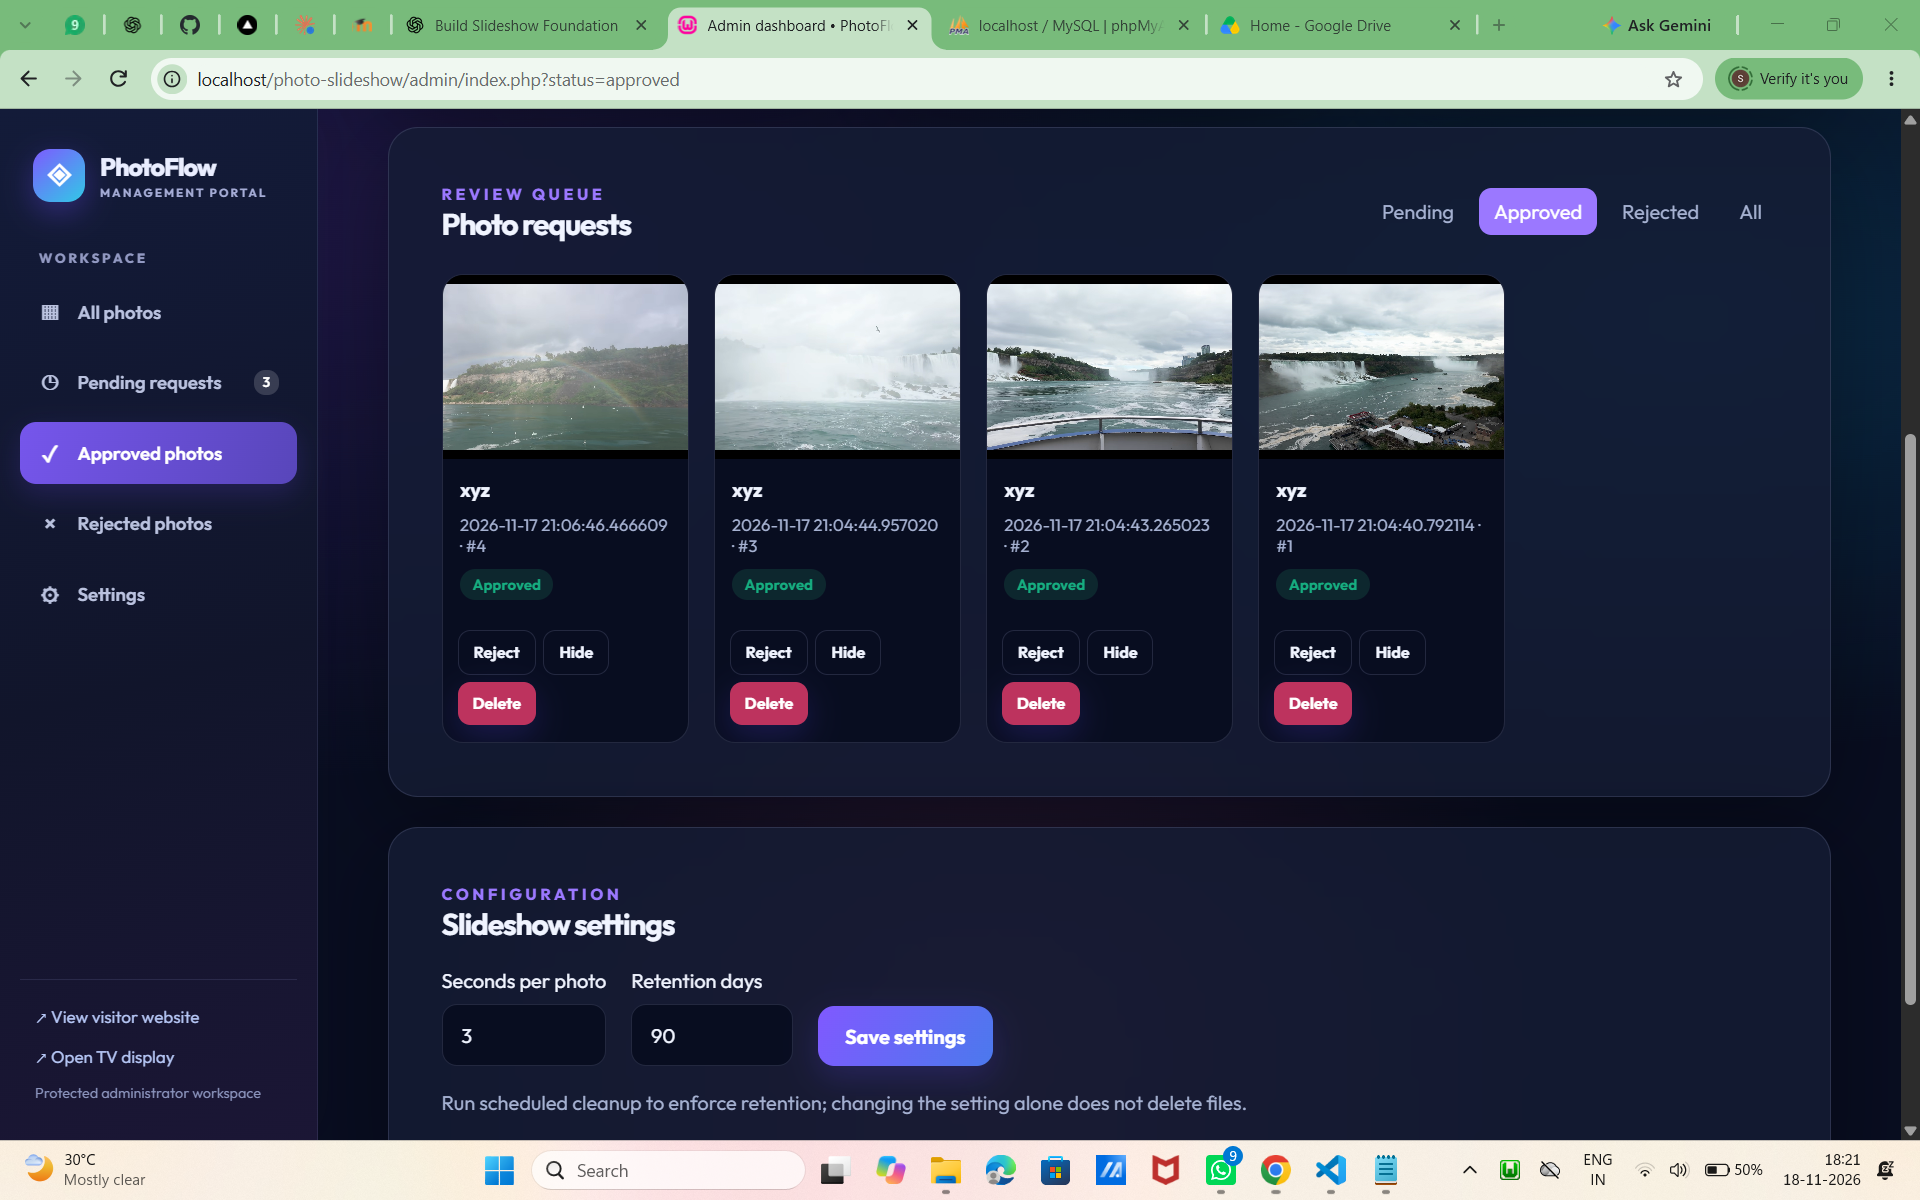 9
Build Slideshow Foundation
Admin dashboard • PhotoFl
localhost / MySQL | phpMyA
Home - Google Drive
Ask Gemini
localhost/photo-slideshow/admin/index.php?status=approved
S
Verify it's you
PhotoFlow
MANAGEMENT PORTAL
WORKSPACE
All photos
Pending requests
3
Approved photos
Rejected photos
Settings
↗ View visitor website
↗ Open TV display
Protected administrator workspace
REVIEW QUEUE
Photo requests
Pending
Approved
Rejected
All
xyz
2026-11-17 21:06:46.466609
· #4
Approved
Reject
Hide
Delete
xyz
2026-11-17 21:04:44.957020
· #3
Approved
Reject
Hide
Delete
xyz
2026-11-17 21:04:43.265023
· #2
Approved
Reject
Hide
Delete
xyz
2026-11-17 21:04:40.792114 ·
#1
Approved
Reject
Hide
Delete
CONFIGURATION
Slideshow settings
Seconds per photo
Retention days
3
90
Save settings
Run scheduled cleanup to enforce retention; changing the setting alone does not delete files.
30°C
Mostly clear
Search
9
ENG
IN
50%
18:21
18-11-2026